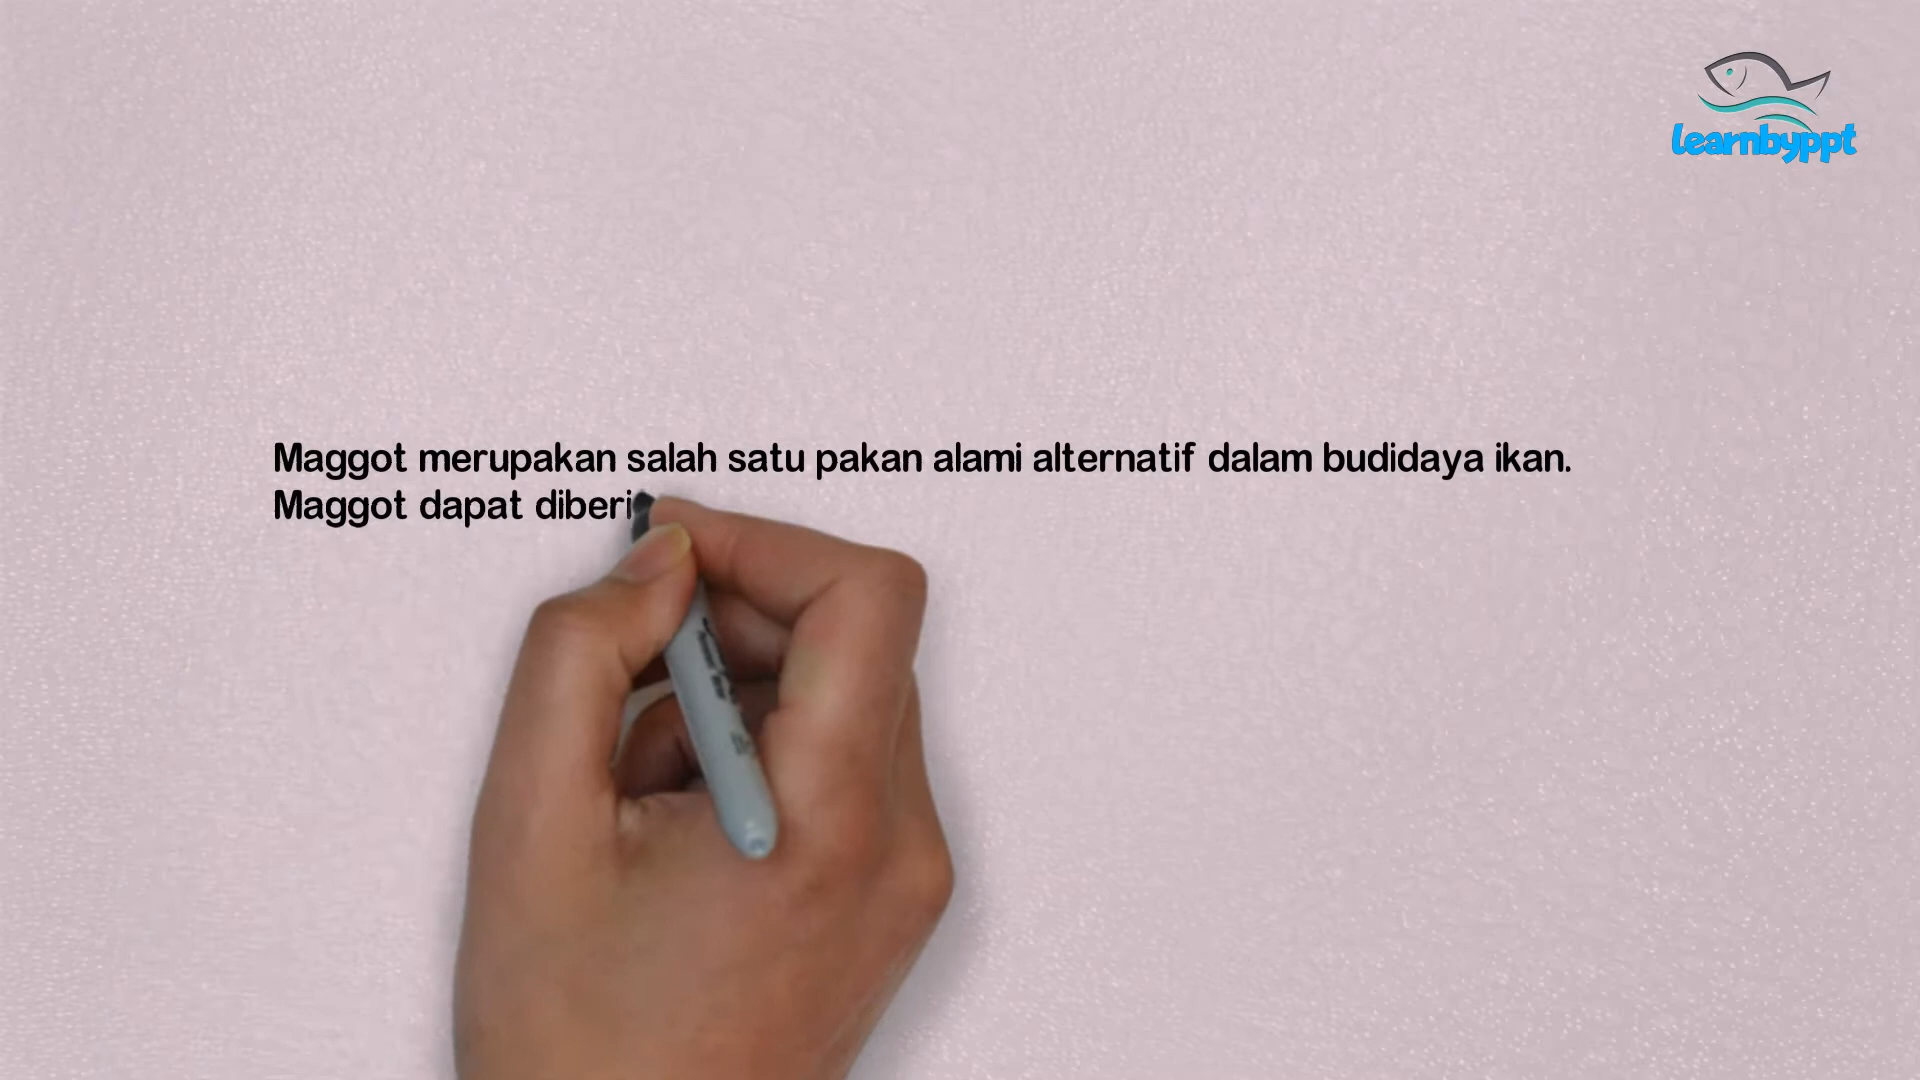 learnbyppt
Maggot merupakan salah satu pakan alami alternatif dalam budidaya ikan.
Maggot dapat diberi